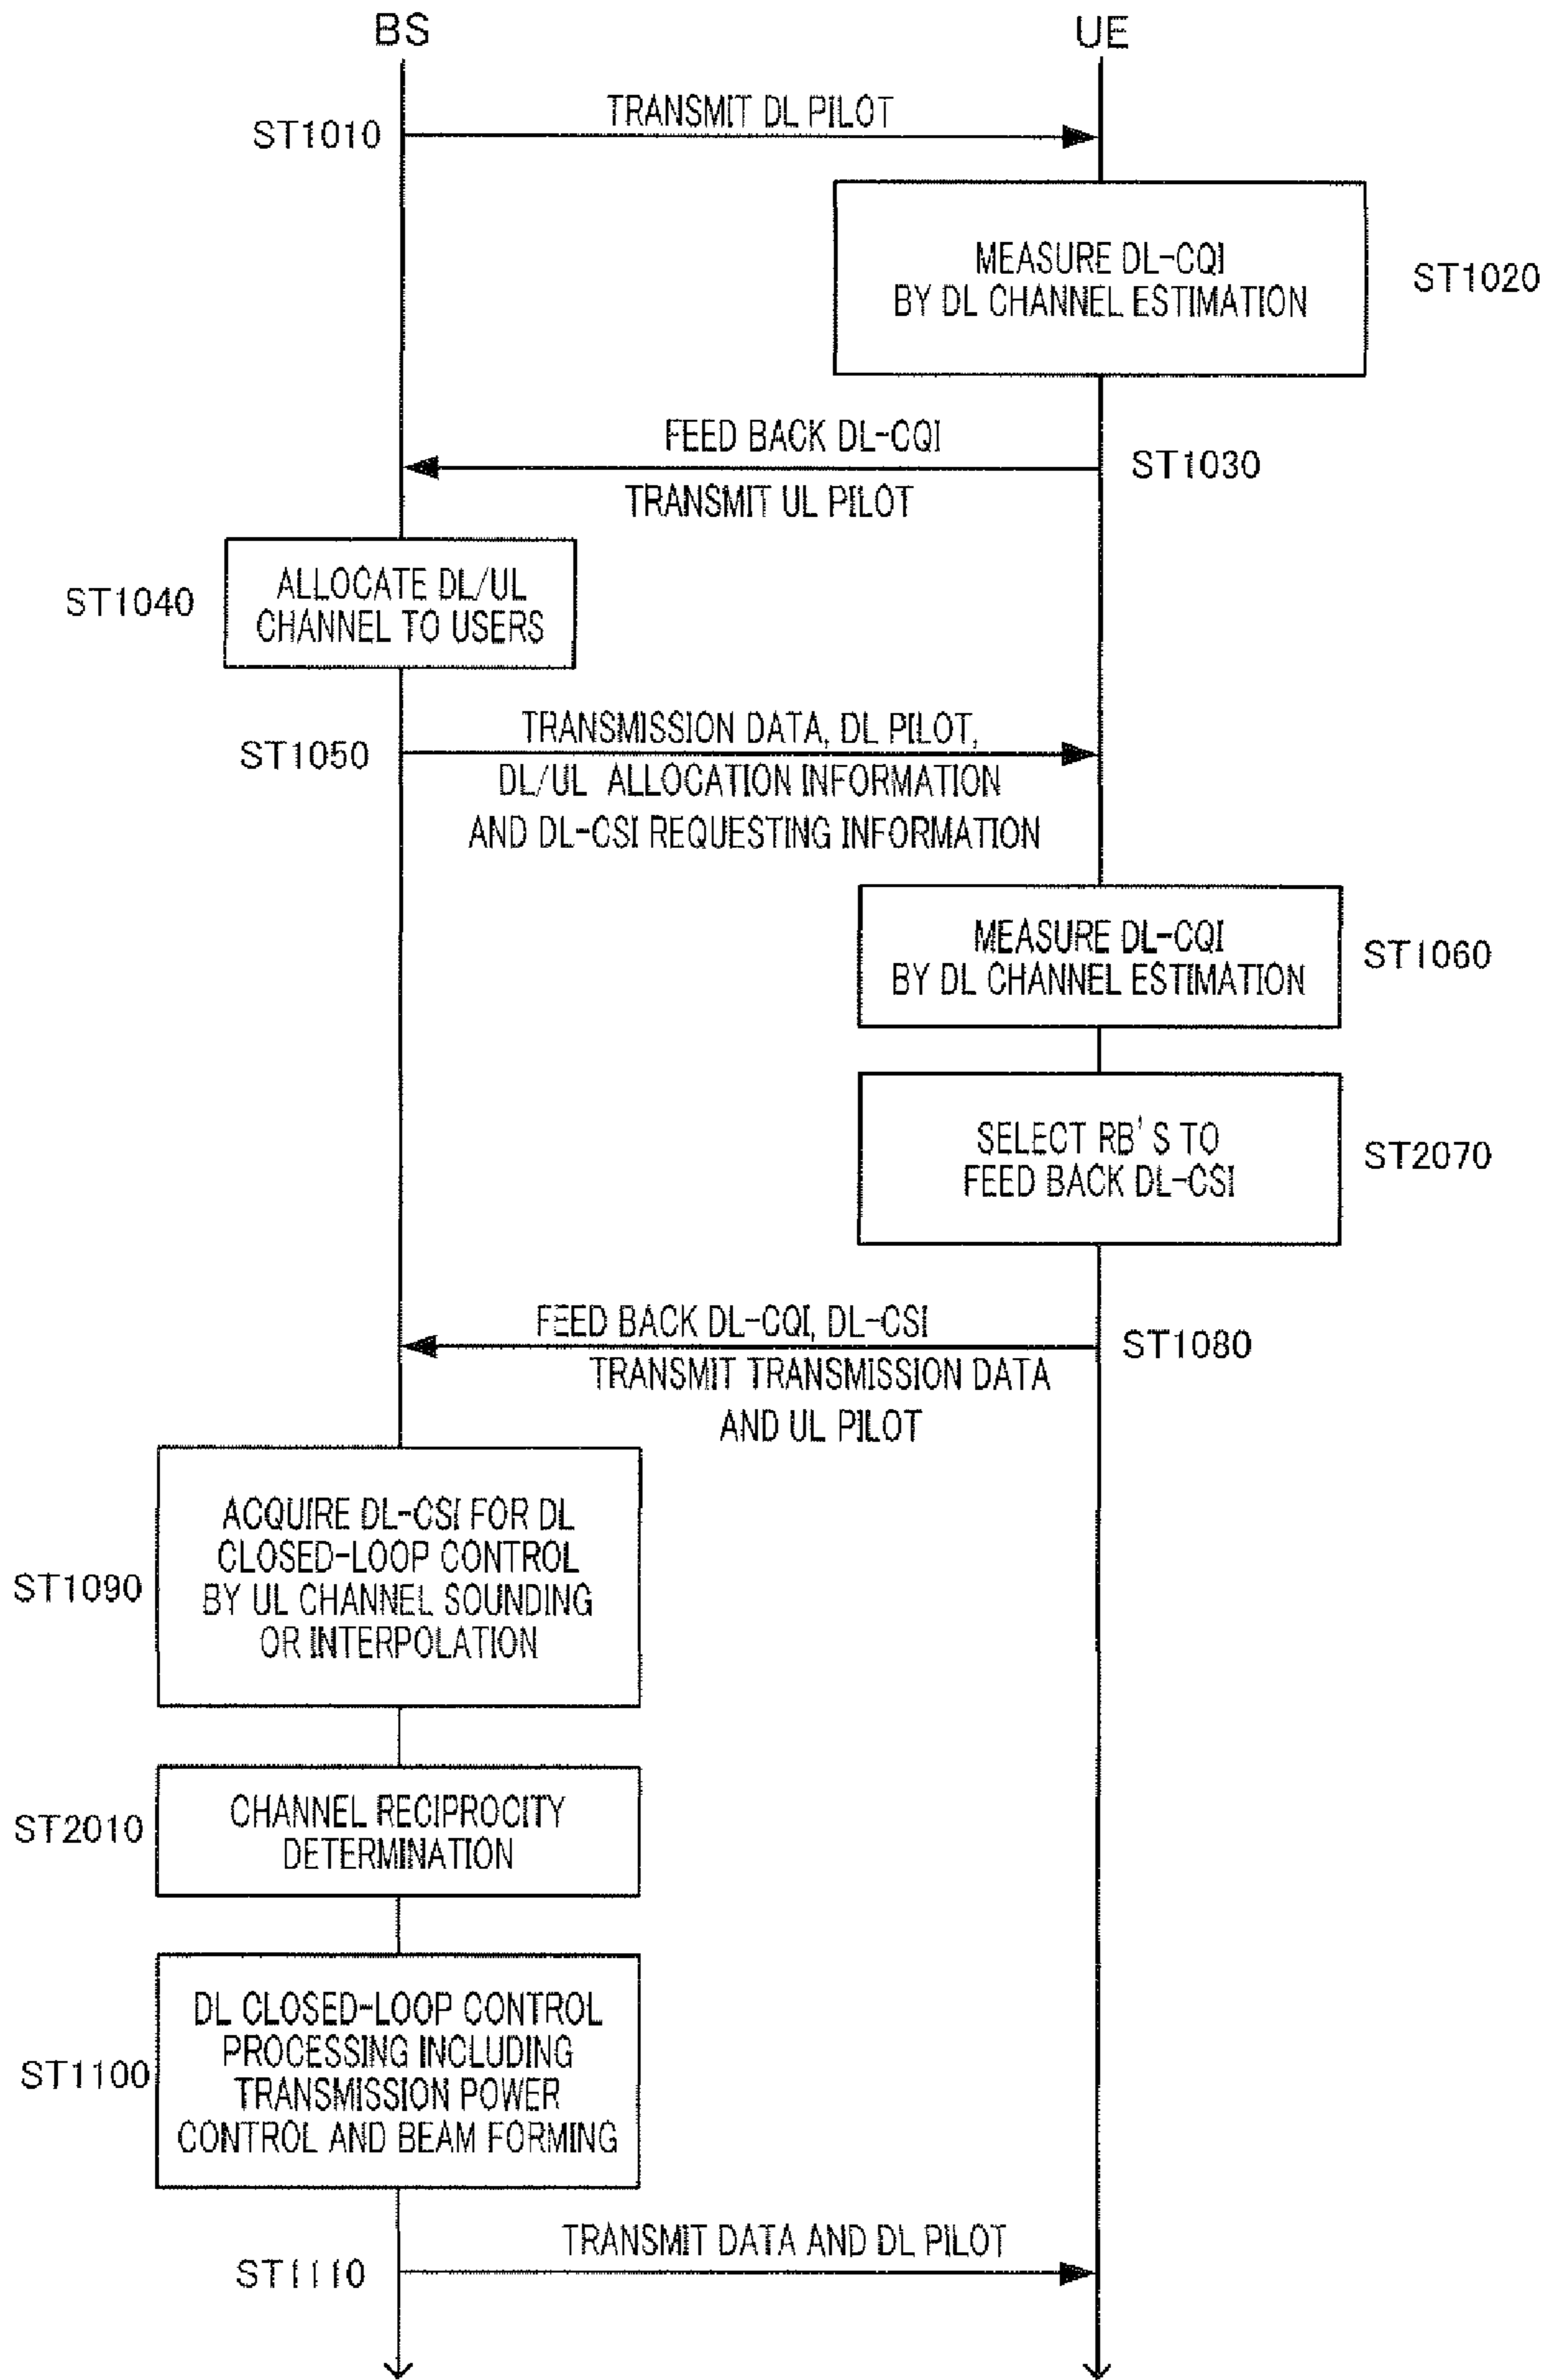 BS
UE
TRANSMIT DL PILOT
ST1010
MEASURE DL-CQI
BY DL CHANNEL ESTIMATION
ST1020
FEED BACK DL-CQI
ST1030
TRANSMIT UL PILOT
ST1040
ALLOCATE DL/UL
CHANNEL TO USERS
ST1050
TRANSMISSION DATA, DL PILOT,
DL/UL ALLOCATION INFORMATION
AND DL-CSI REQUESTING INFORMATION
MEASURE DL-CQI
BY DL CHANNEL ESTIMATION
ST1060
SELECT RB'S TO
FEED BACK DL-CSI
ST2070
FEED BACK DL-CQI, DL-CSI
ST1080
TRANSMIT TRANSMISSION DATA
AND UL PILOT
ST1090
ACQUIRE DL-CSI FOR DL
CLOSED-LOOP CONTROL
BY UL CHANNEL SOUNDING
OR INTERPOLATION
ST2010
CHANNEL RECIPROCITY
DETERMINATION
ST1100
DL CLOSED-LOOP CONTROL
PROCESSING INCLUDING
TRANSMISSION POWER
CONTROL AND BEAM FORMING
TRANSMIT DATA AND DL PILOT
ST1110